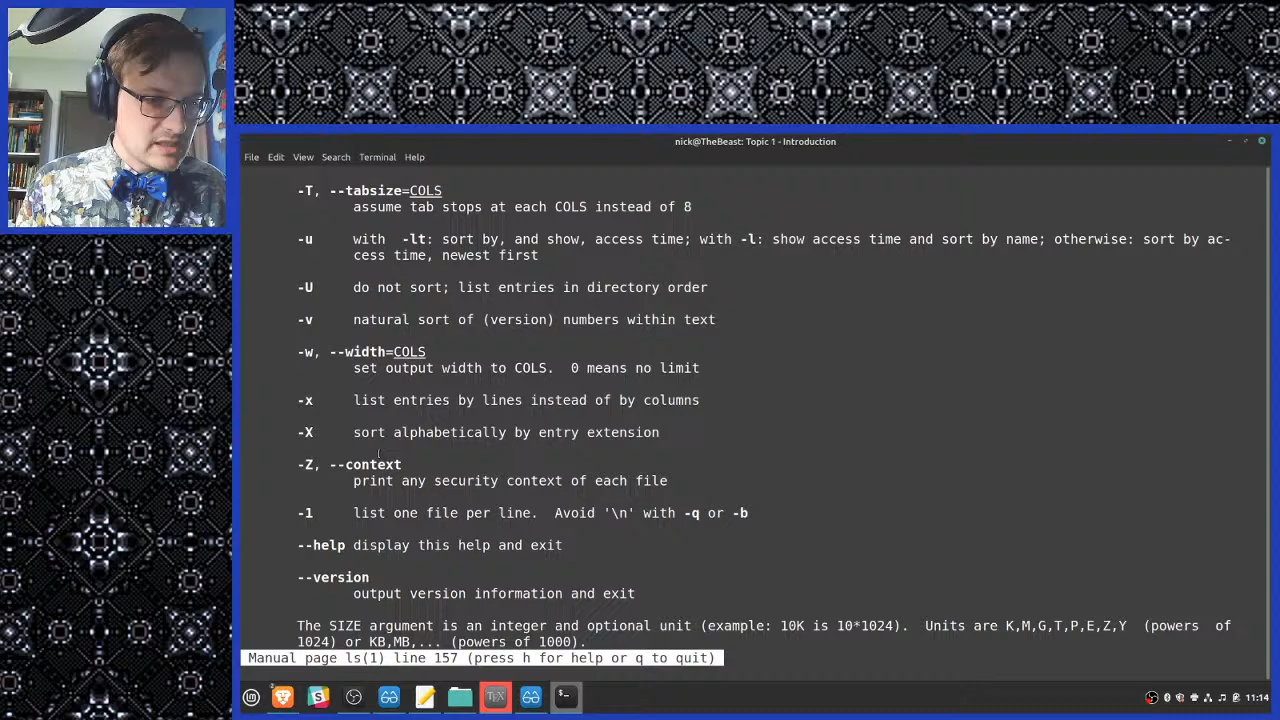 nick@TheBeast: Topic 1 - Introduction
File Edit View Search Terminal Help
-T, --tabsize=COLS
assume tab stops at each COLS instead of 8
-u with -lt: sort by, and show, access time; with -l: show access time and sort by name; otherwise: sort by ac-
cess time, newest first
-U do not sort; list entries in directory order
-v natural sort of (version) numbers within text
-w, --width=COLS
set output width to COLS. 0 means no limit
-x list entries by lines instead of by columns
-X sort alphabetically by entry extension
-Z, --context
print any security context of each file
-1 list one file per line. Avoid '\n' with -q or -b
--help display this help and exit
--version
output version information and exit
The SIZE argument is an integer and optional unit (example: 10K is 10*1024). Units are K,M,G,T,P,E,Z,Y (powers of
1024) or KB,MB,... (powers of 1000).
Manual page ls(1) line 157 (press h for help or q to quit)
TEX
$_
11:14